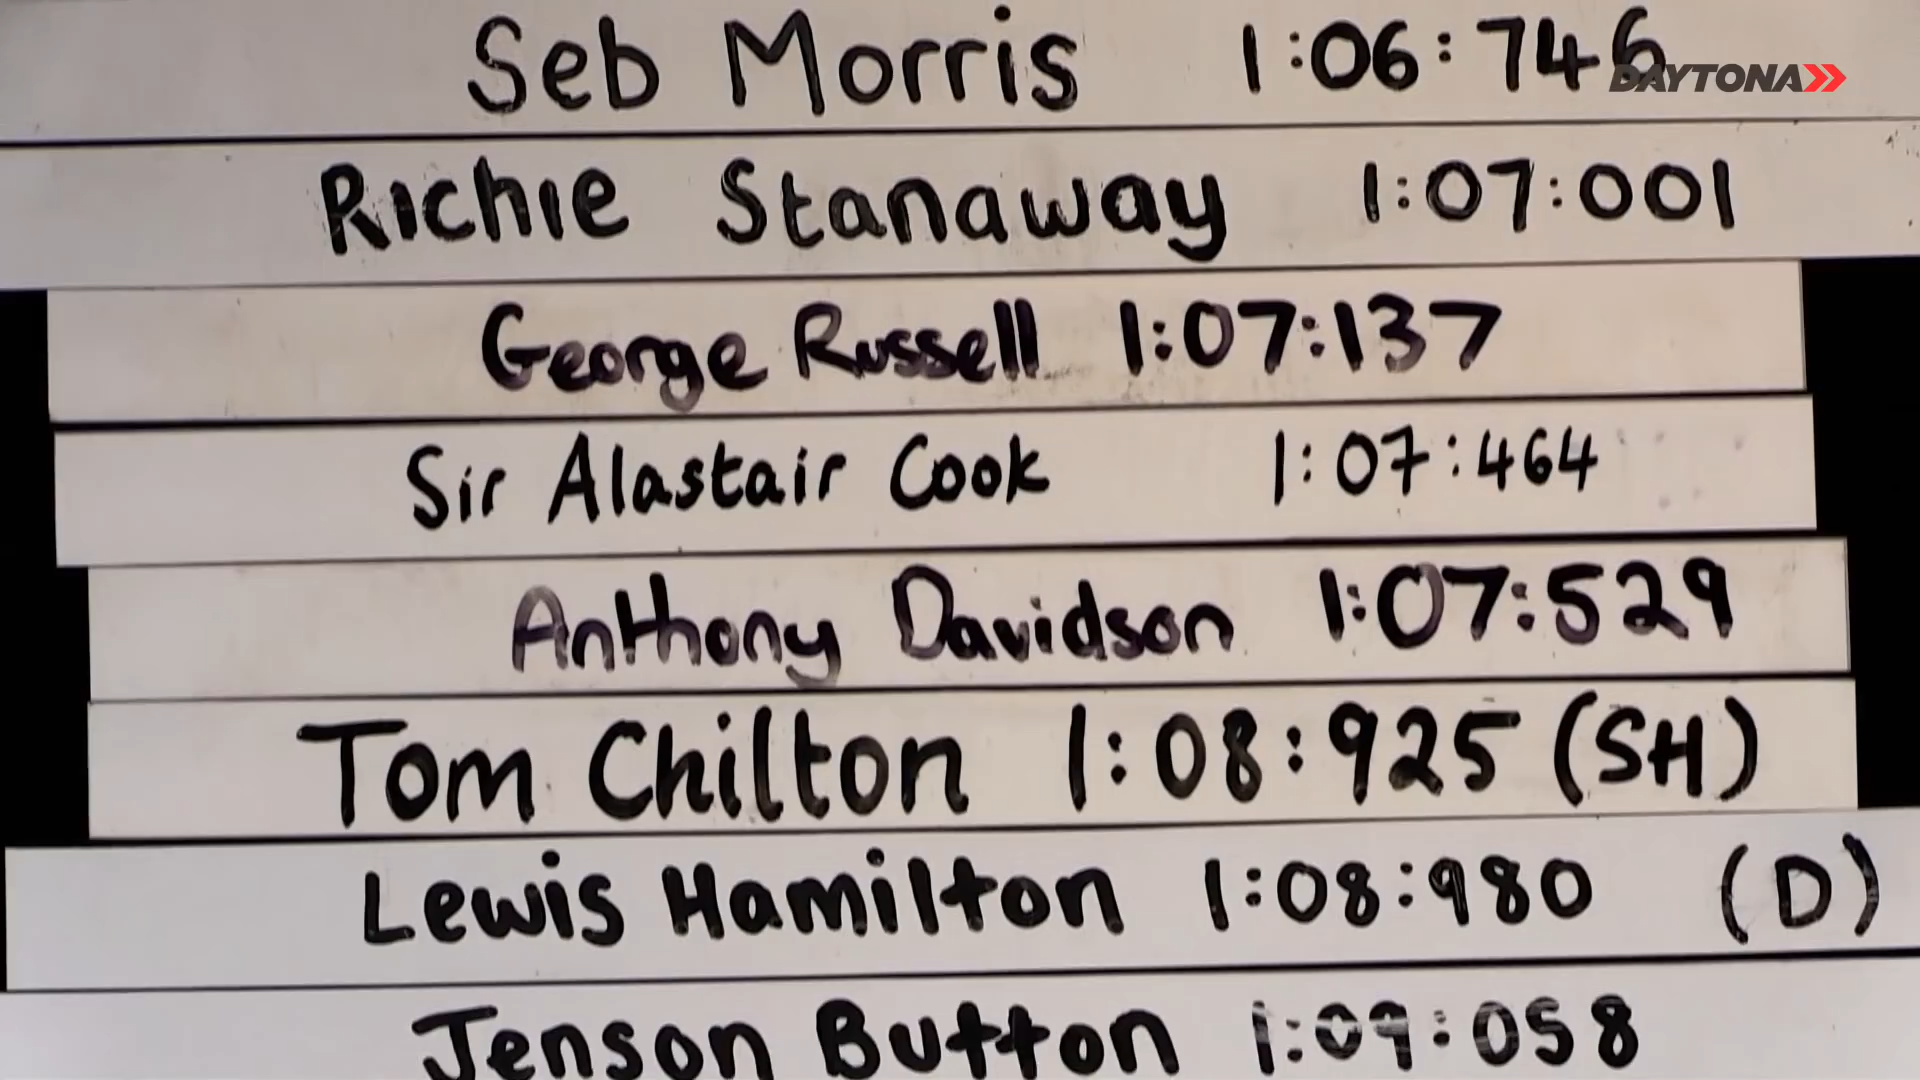 Seb Morris 1:06:746
DAYTONA
Richie Stanaway 1:07:001
George Russell 1:07:137
Sir Alastair Cook 1:07:464
Anthony Davidson 1:07:529
Tom Chilton 1:08:925 (SH)
Lewis Hamilton 1:08:980 (D)
Jenson Button 1:09:058